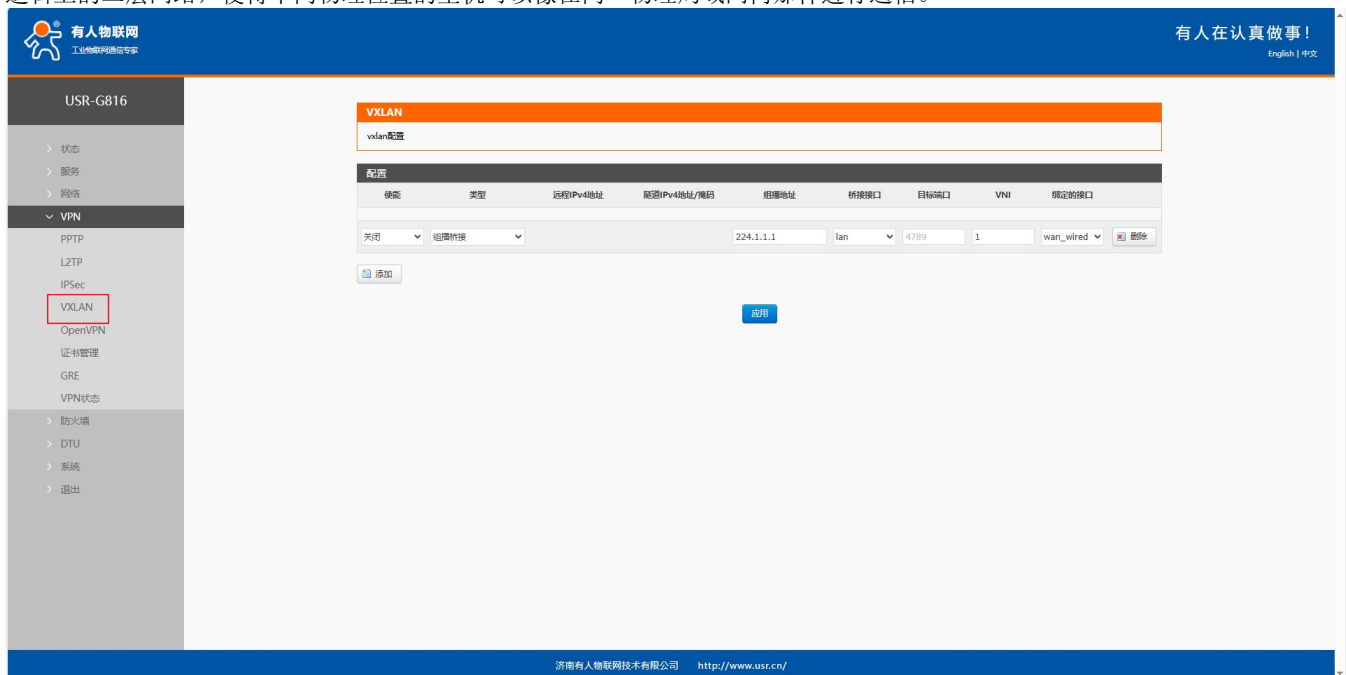 有人物联网
工业物联网通信专家
有人在认真做事！
English | 中文
USR-G816
状态
服务
网络
VPN
PPTP
L2TP
IPSec
VXLAN
OpenVPN
证书管理
GRE
VPN状态
防火墙
DTU
系统
退出
VXLAN
vxlan配置
配置
使能 类型 远程IPv4地址 隧道IPv4地址/掩码 组播地址 桥接接口 目标端口 VNI 绑定的接口
关闭 组播桥接 224.1.1.1 lan 4789 1 wan_wired 删除
添加
应用
济南有人物联网技术有限公司 http://www.usr.cn/